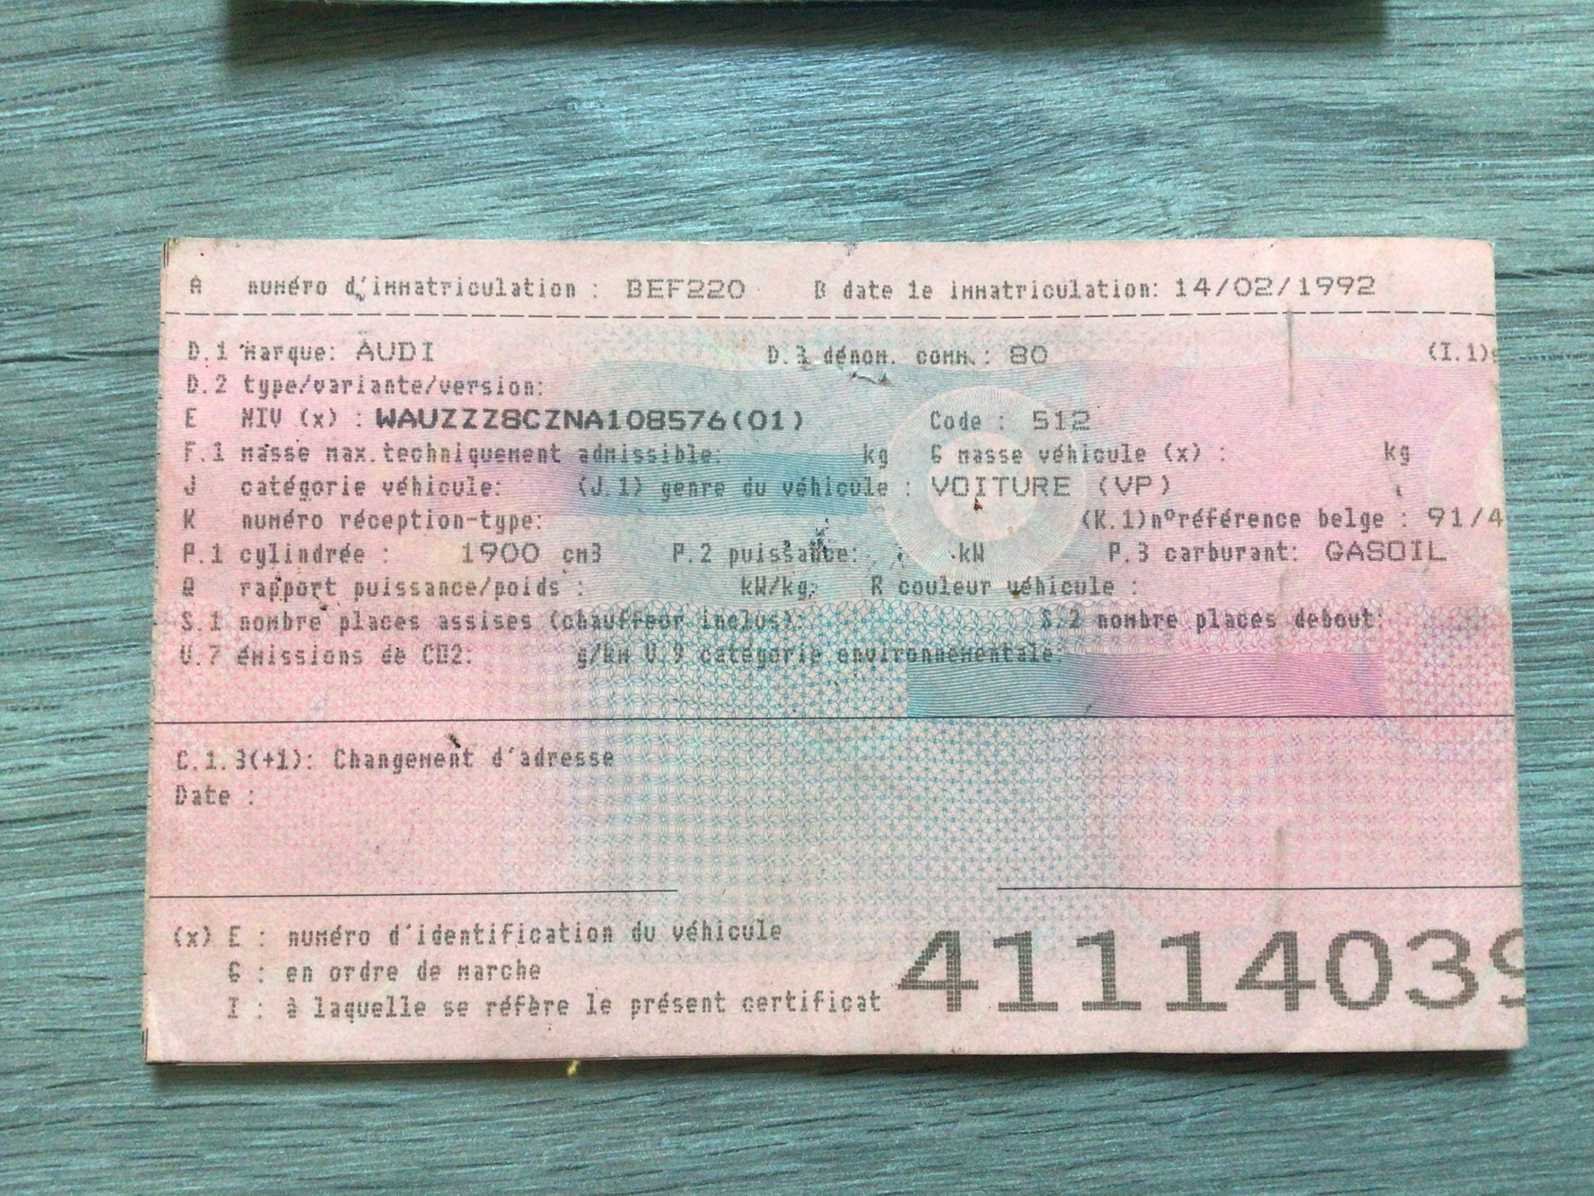 A numéro d'immatriculation : BEF220 B date 1e immatriculation: 14/02/1992
D.1 marque: AUDI D.3 dénom. comm.: 80 (I.1)
D.2 type/variante/version:
E NIV (x) : WAUZZZ8CZNA108576(01) Code : 512
F.1 masse max.techniquement admissible: kg G masse véhicule (x) : kg
J catégorie véhicule: (J.1) genre du véhicule : VOITURE (VP)
K numéro réception-type: (K.1)n°référence belge : 91/4
P.1 cylindrée : 1900 cm3 P.2 puissance: kW P.3 carburant: GASOIL
Q rapport puissance/poids : kW/kg R couleur véhicule :
S.1 nombre places assises (chauffeur inclus): S.2 nombre places debout:
V.7 émissions de CO2: g/km V.9 catégorie environnementale:
C.1.3(+1): Changement d'adresse
Date :
(x) E : numéro d'identification du véhicule
G : en ordre de marche
I : à laquelle se réfère le présent certificat
41114039